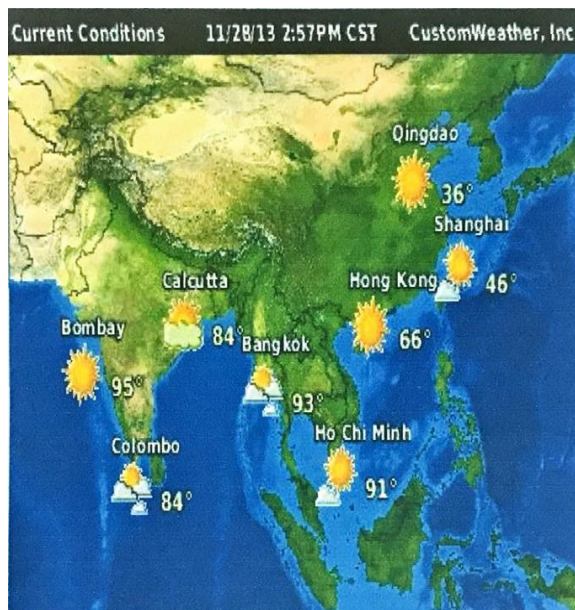 Current Conditions 11/28/13 2:57PM CST CustomWeather, Inc
Qingdao
36°
Shanghai
46°
Calcutta
84°
Hong Kong
66°
Bombay
95°
Bangkok
93°
Ho Chi Minh
91°
Colombo
84°